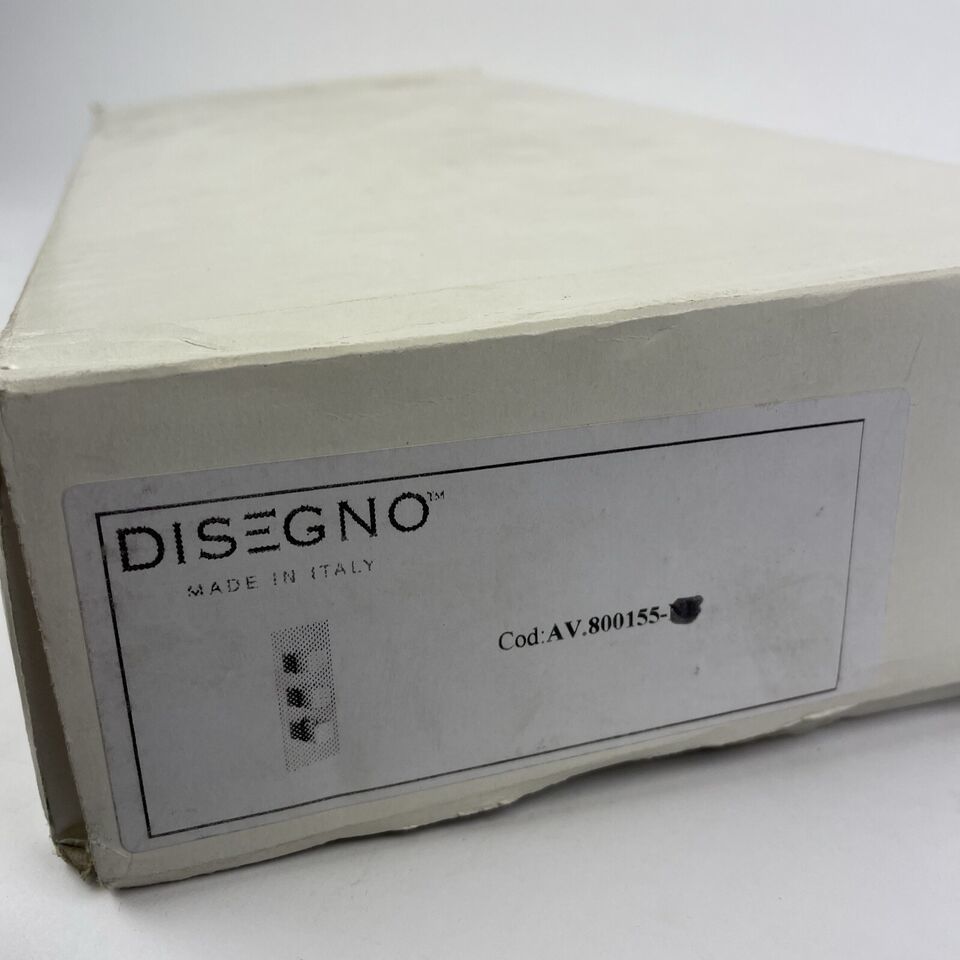 DISEGNO™
MADE IN ITALY
Cod:AV.800155-